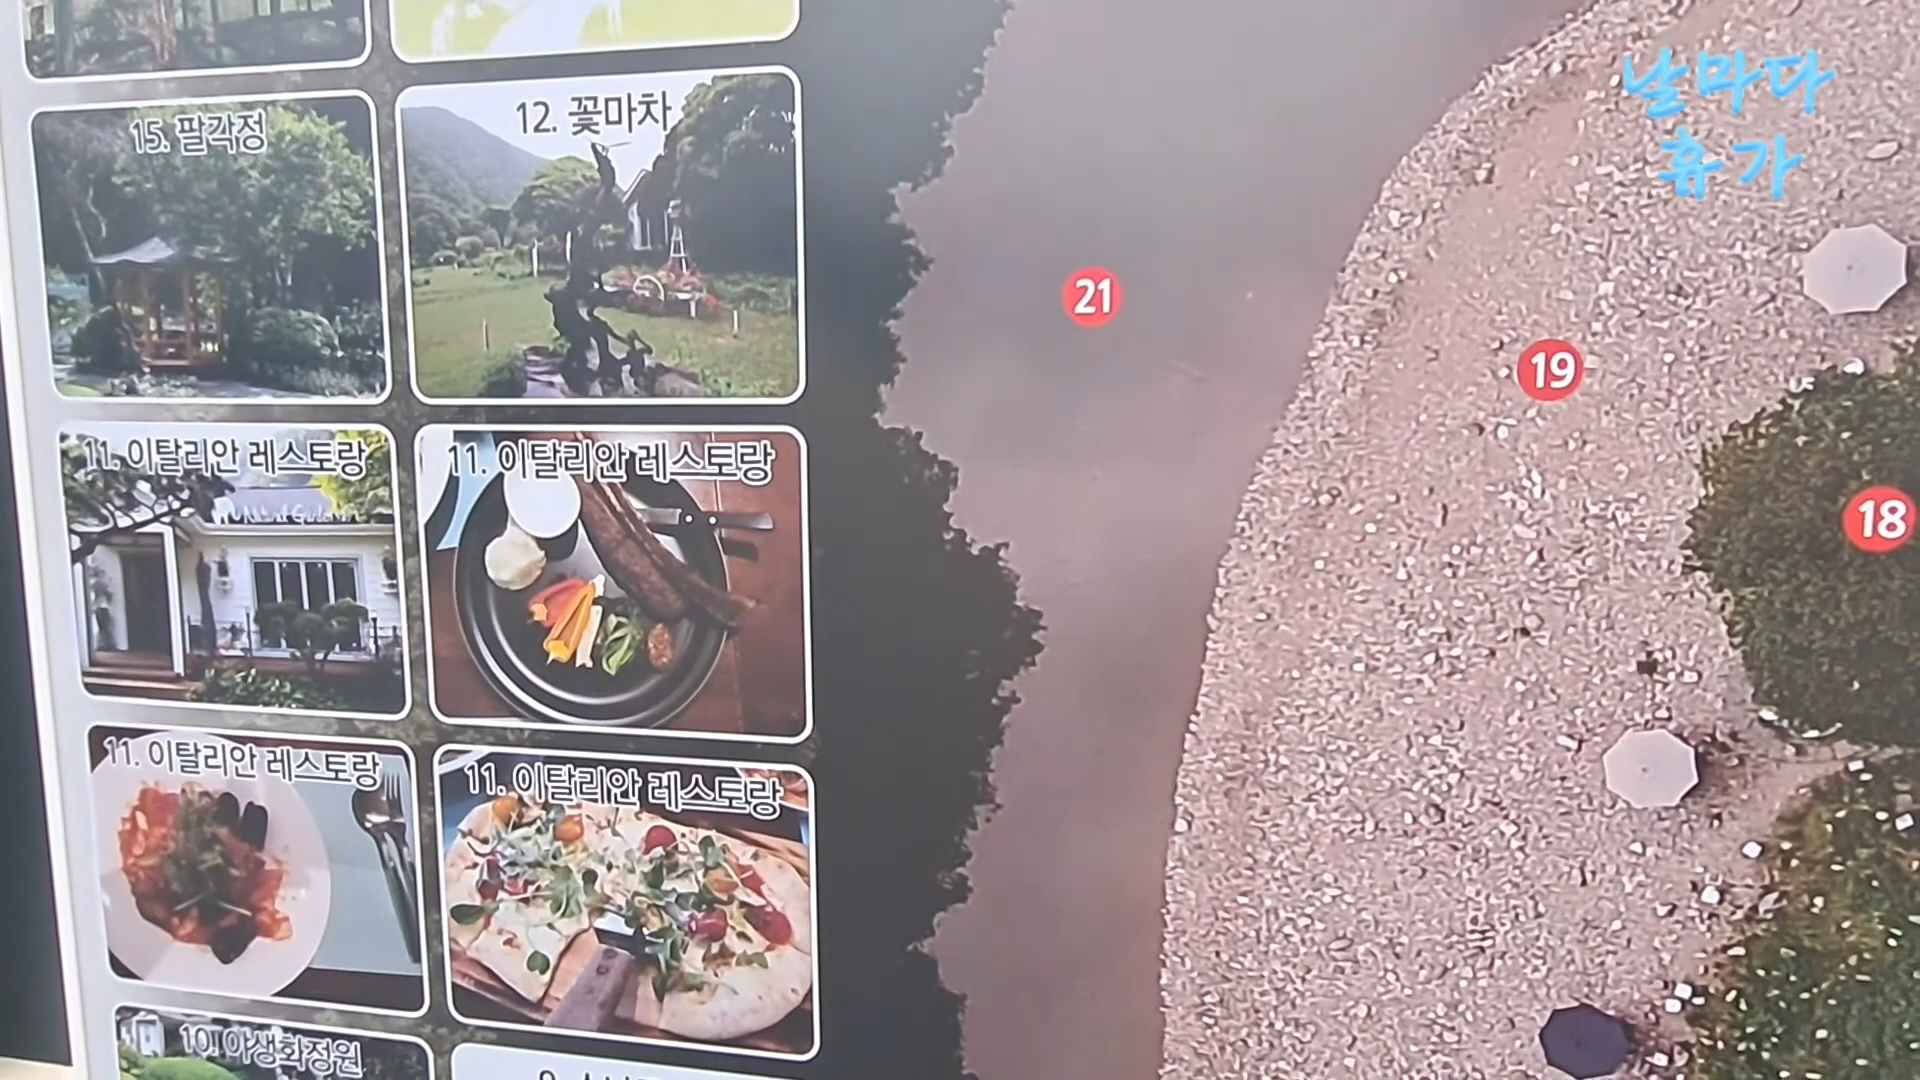 날마다
휴가
15. 팔각정
12. 꽃마차
21
19
11. 이탈리안 레스토랑
11. 이탈리안 레스토랑
18
11. 이탈리안 레스토랑
11. 이탈리안 레스토랑
10. 야생화정원